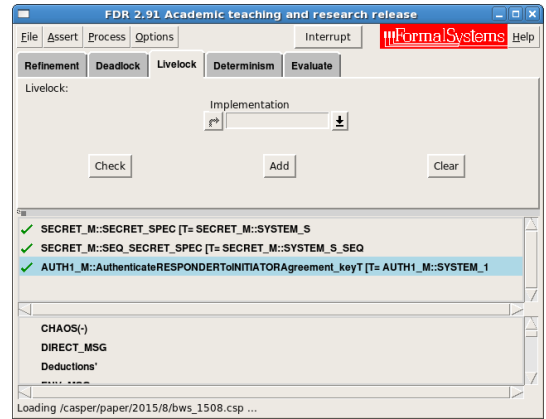 FDR 2.91 Academic teaching and research release
File Assert Process Options Interrupt FormalSystems Help
Refinement Deadlock Livelock Determinism Evaluate
Livelock:
Implementation
Check Add Clear
SECRET_M::SECRET_SPEC [T= SECRET_M::SYSTEM_S
SECRET_M::SEQ_SECRET_SPEC [T= SECRET_M::SYSTEM_S_SEQ
AUTH1_M::AuthenticateRESPONDERToINITIATORAgreement_keyT [T= AUTH1_M::SYSTEM_1
CHAOS(-)
DIRECT_MSG
Deductions'
Loading /casper/paper/2015/8/bws_1508.csp ...